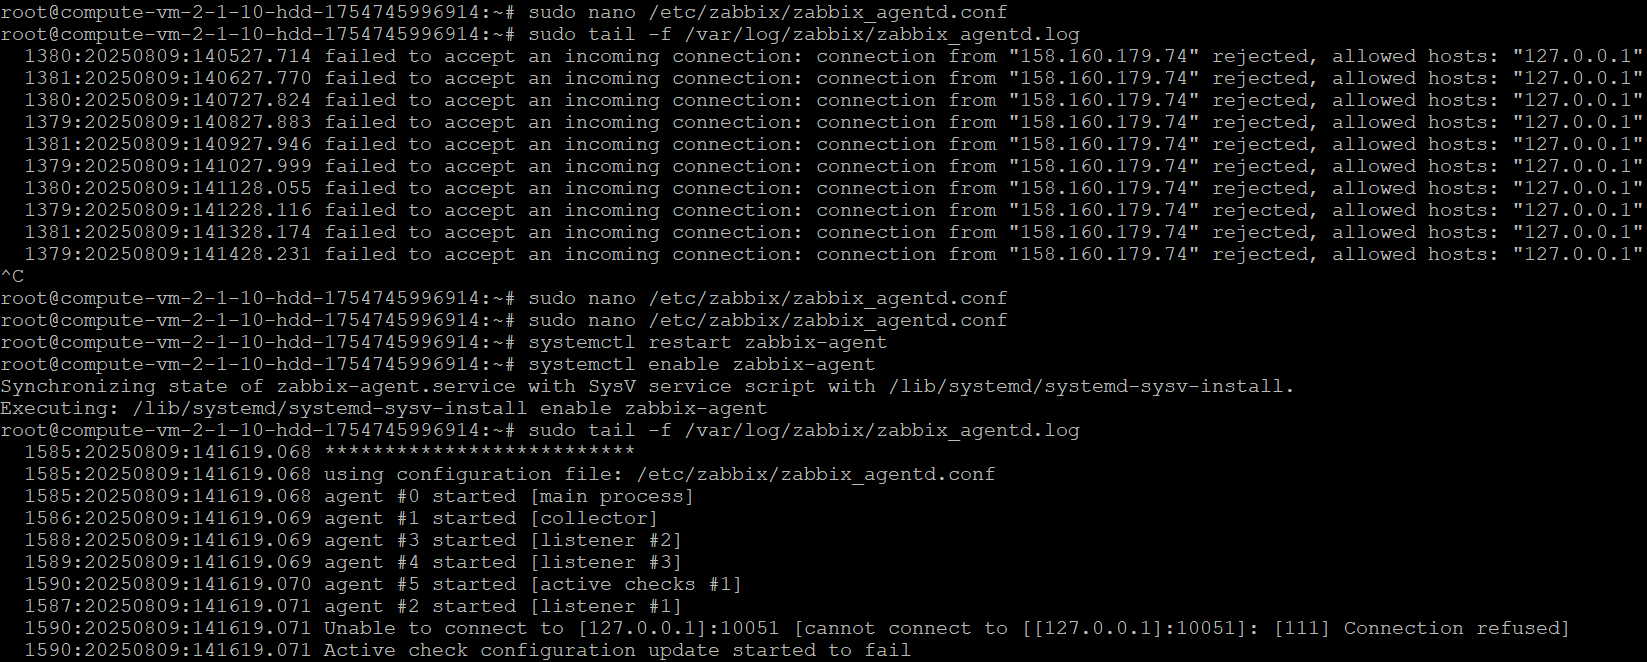 root@compute-vm-2-1-10-hdd-1754745996914:~# sudo nano /etc/zabbix/zabbix_agentd.conf
root@compute-vm-2-1-10-hdd-1754745996914:~# sudo tail -f /var/log/zabbix/zabbix_agentd.log
  1380:20250809:140527.714 failed to accept an incoming connection: connection from "158.160.179.74" rejected, allowed hosts: "127.0.0.1"
  1381:20250809:140627.770 failed to accept an incoming connection: connection from "158.160.179.74" rejected, allowed hosts: "127.0.0.1"
  1380:20250809:140727.824 failed to accept an incoming connection: connection from "158.160.179.74" rejected, allowed hosts: "127.0.0.1"
  1379:20250809:140827.883 failed to accept an incoming connection: connection from "158.160.179.74" rejected, allowed hosts: "127.0.0.1"
  1381:20250809:140927.946 failed to accept an incoming connection: connection from "158.160.179.74" rejected, allowed hosts: "127.0.0.1"
  1379:20250809:141027.999 failed to accept an incoming connection: connection from "158.160.179.74" rejected, allowed hosts: "127.0.0.1"
  1380:20250809:141128.055 failed to accept an incoming connection: connection from "158.160.179.74" rejected, allowed hosts: "127.0.0.1"
  1379:20250809:141228.116 failed to accept an incoming connection: connection from "158.160.179.74" rejected, allowed hosts: "127.0.0.1"
  1381:20250809:141328.174 failed to accept an incoming connection: connection from "158.160.179.74" rejected, allowed hosts: "127.0.0.1"
  1379:20250809:141428.231 failed to accept an incoming connection: connection from "158.160.179.74" rejected, allowed hosts: "127.0.0.1"
^C
root@compute-vm-2-1-10-hdd-1754745996914:~# sudo nano /etc/zabbix/zabbix_agentd.conf
root@compute-vm-2-1-10-hdd-1754745996914:~# sudo nano /etc/zabbix/zabbix_agentd.conf
root@compute-vm-2-1-10-hdd-1754745996914:~# systemctl restart zabbix-agent
root@compute-vm-2-1-10-hdd-1754745996914:~# systemctl enable zabbix-agent
Synchronizing state of zabbix-agent.service with SysV service script with /lib/systemd/systemd-sysv-install.
Executing: /lib/systemd/systemd-sysv-install enable zabbix-agent
root@compute-vm-2-1-10-hdd-1754745996914:~# sudo tail -f /var/log/zabbix/zabbix_agentd.log
  1585:20250809:141619.068 **************************
  1585:20250809:141619.068 using configuration file: /etc/zabbix/zabbix_agentd.conf
  1585:20250809:141619.068 agent #0 started [main process]
  1586:20250809:141619.069 agent #1 started [collector]
  1588:20250809:141619.069 agent #3 started [listener #2]
  1589:20250809:141619.069 agent #4 started [listener #3]
  1590:20250809:141619.070 agent #5 started [active checks #1]
  1587:20250809:141619.071 agent #2 started [listener #1]
  1590:20250809:141619.071 Unable to connect to [127.0.0.1]:10051 [cannot connect to [[127.0.0.1]:10051]: [111] Connection refused]
  1590:20250809:141619.071 Active check configuration update started to fail